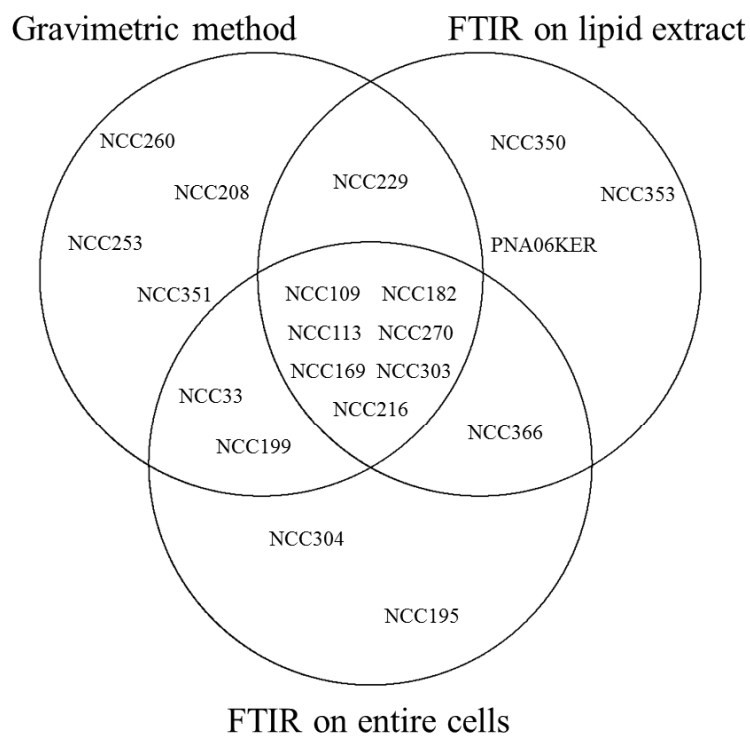 Gravimetric method
FTIR on lipid extract
NCC260
NCC350
NCC229
NCC208
NCC353
NCC253
PNA06KER
NCC351
NCC109
NCC182
NCC113
NCC270
NCC169
NCC303
NCC33
NCC216
NCC366
NCC199
NCC304
NCC195
FTIR on entire cells